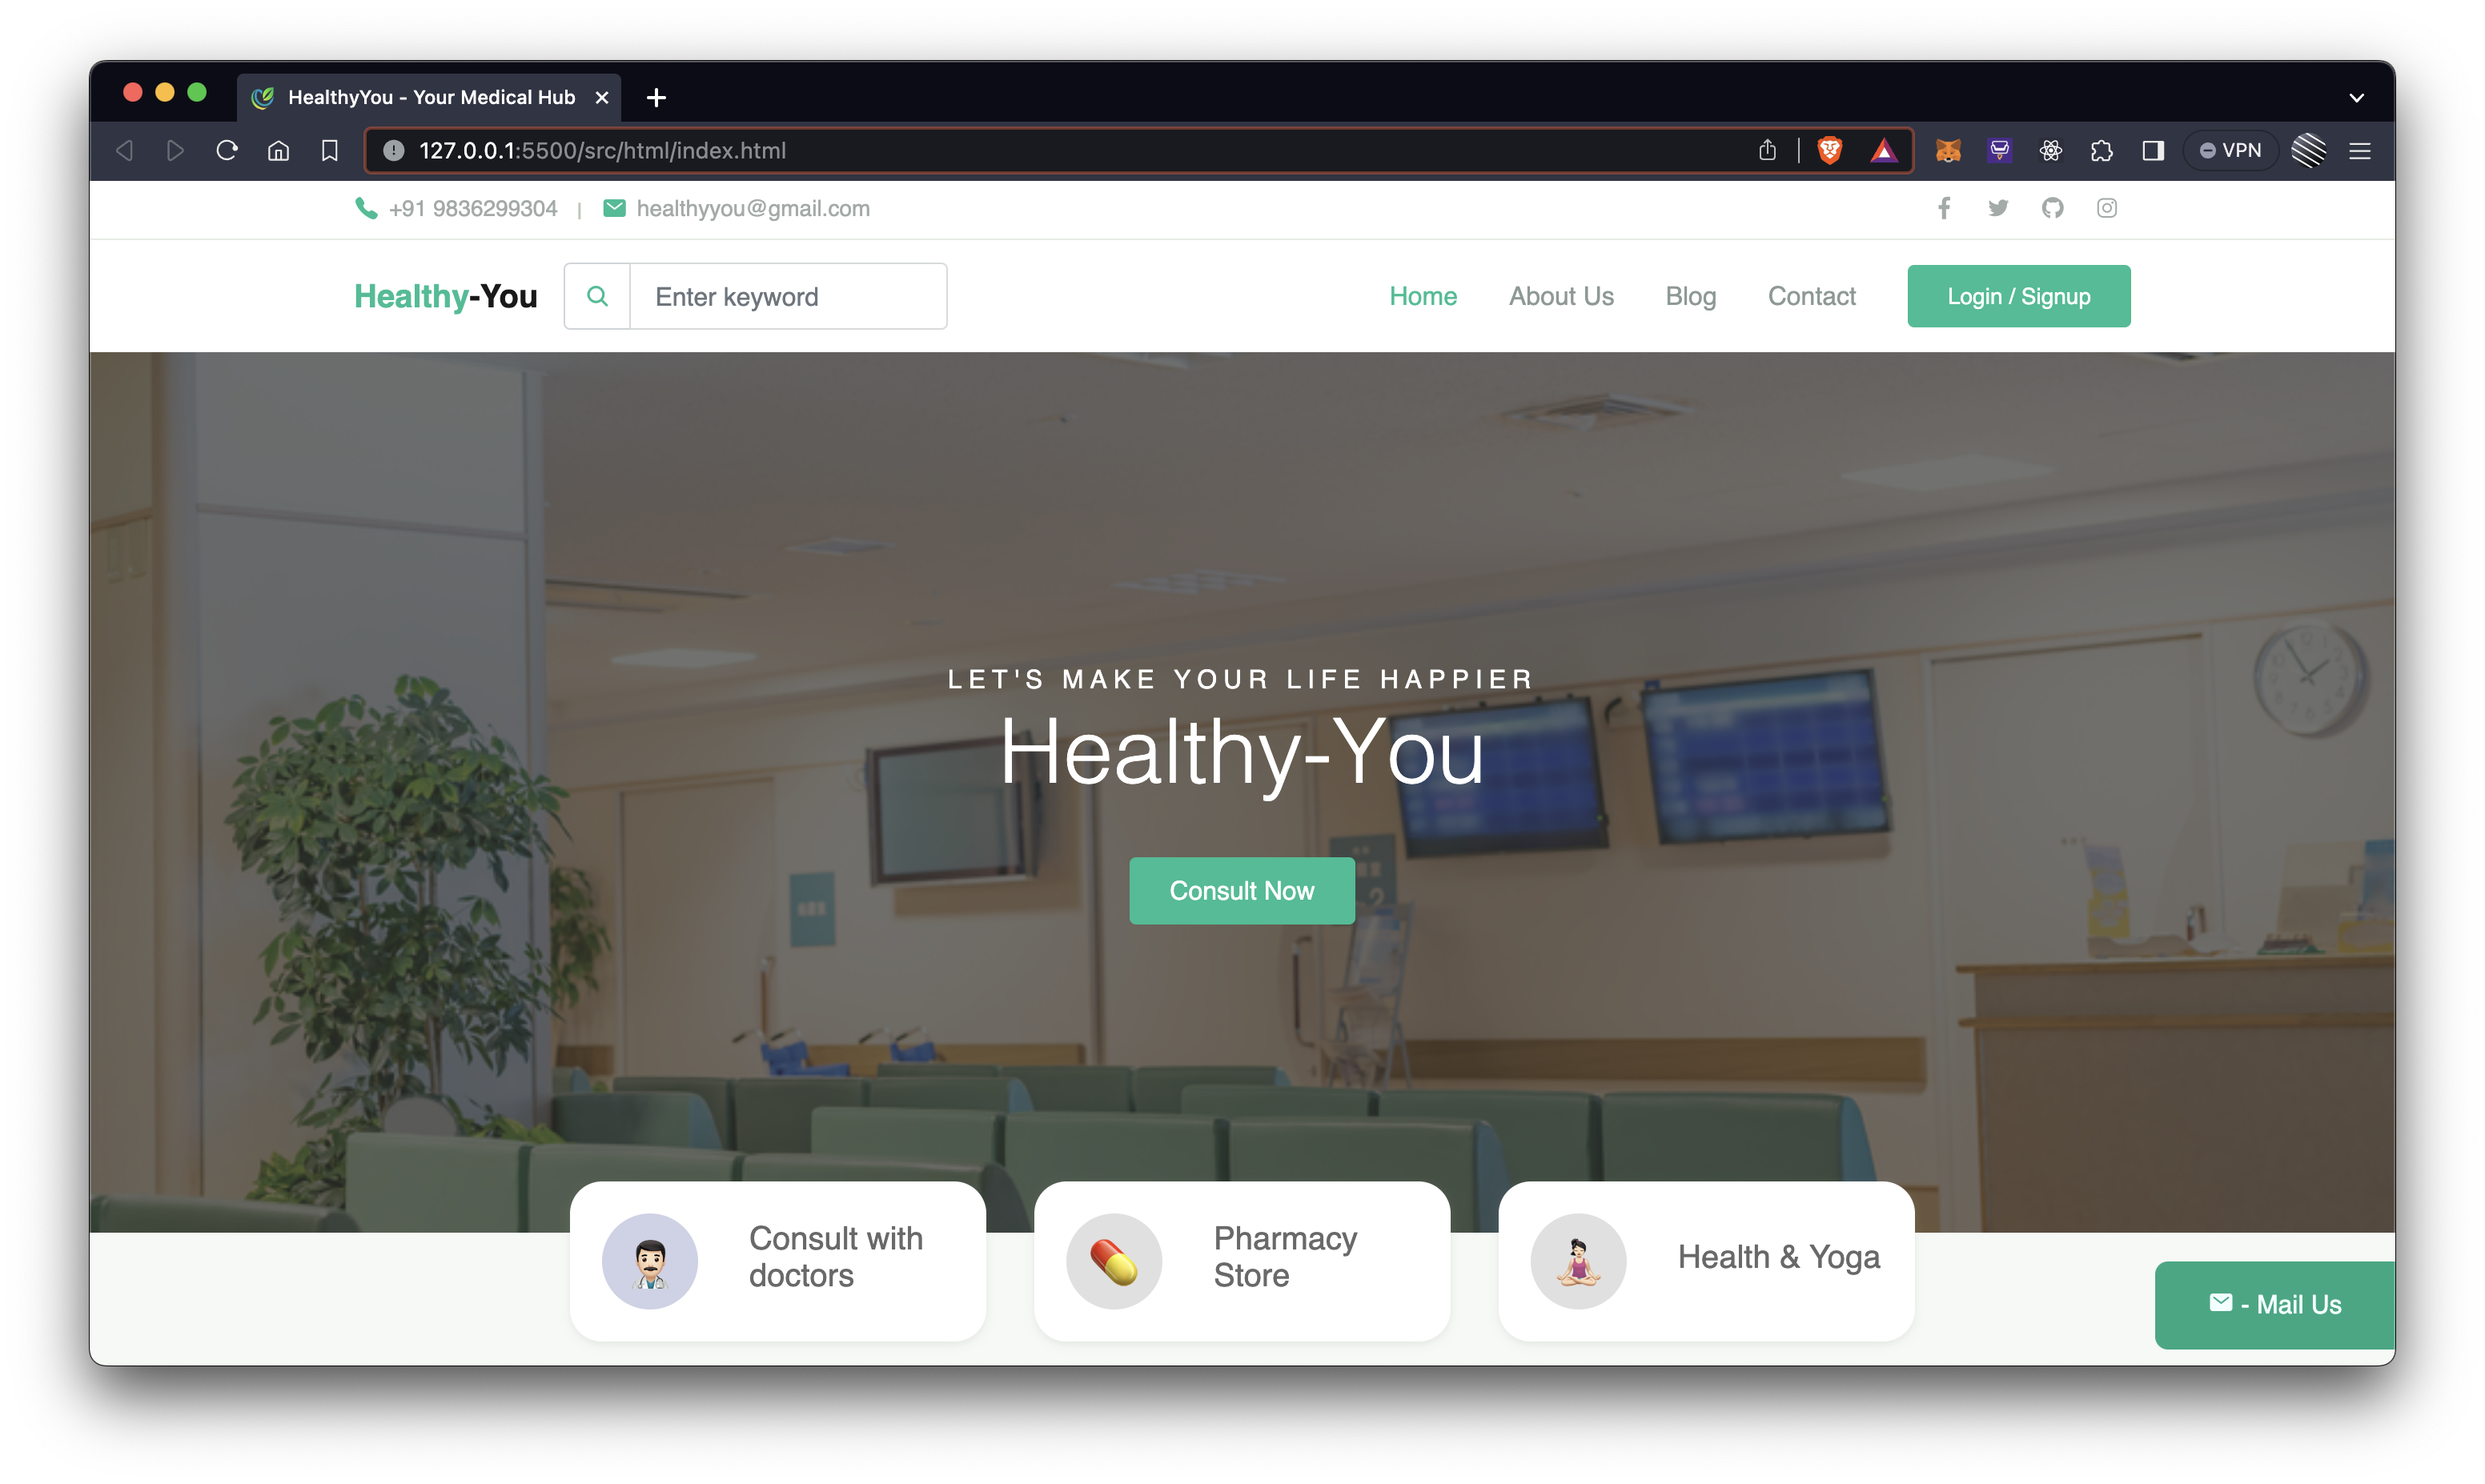 HealthyYou - Your Medical Hub
127.0.0.1:5500/src/html/index.html
VPN
+91 9836299304 | healthyyou@gmail.com
Healthy-You
Enter keyword
Home
About Us
Blog
Contact
Login / Signup
LET'S MAKE YOUR LIFE HAPPIER
Healthy-You
Consult Now
2
Consult with
doctors
Pharmacy
Store
Health & Yoga
- Mail Us